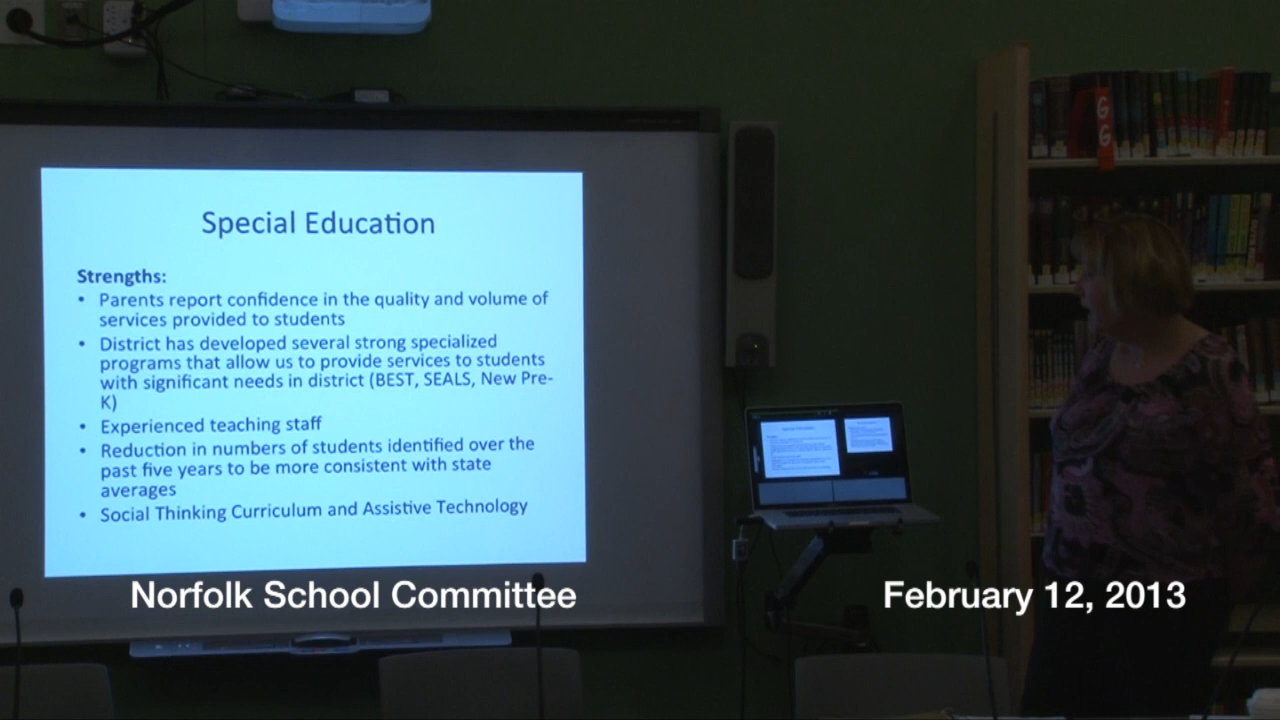 Special Education
Strengths:
• Parents report confidence in the quality and volume of
services provided to students
• District has developed several strong specialized
programs that allow us to provide services to students
with significant needs in district (BEST, SEALS, New Pre-
K)
• Experienced teaching staff
• Reduction in numbers of students identified over the
past five years to be more consistent with state
averages
• Social Thinking Curriculum and Assistive Technology
Norfolk School Committee
February 12, 2013
G
G